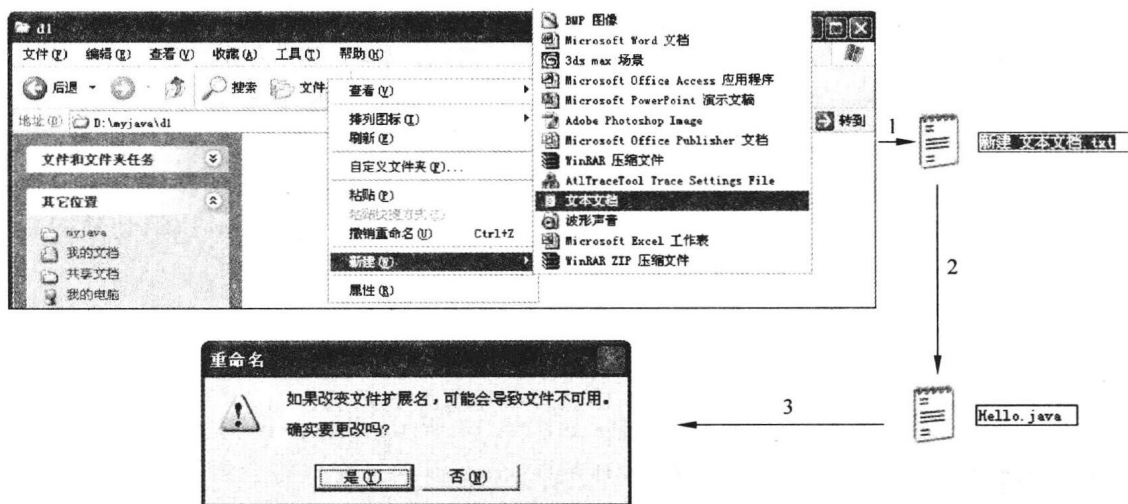 d1
文件(F) 编辑(E) 查看(V) 收藏(A) 工具(T) 帮助(H)
后退 搜索 文件
地址(D) D:\myjava\d1
转到
文件和文件夹任务
其它位置
myjava
我的文档
共享文档
我的电脑
查看(V)
排列图标(I)
刷新(E)
自定义文件夹(F)...
粘贴(P)
粘贴快捷方式(S)
撤销重命名(U) Ctrl+Z
新建(W)
属性(R)
BMP 图像
Microsoft Word 文档
3ds max 场景
Microsoft Office Access 应用程序
Microsoft PowerPoint 演示文稿
Adobe Photoshop Image
Microsoft Office Publisher 文档
WinRAR 压缩文件
AtlTraceTool Trace Settings File
文本文档
波形声音
Microsoft Excel 工作表
WinRAR ZIP 压缩文件
1
新建 文本文档.txt
2
Hello.java
3
重命名
如果改变文件扩展名，可能会导致文件不可用。
确实要更改吗?
是(Y) 否(N)